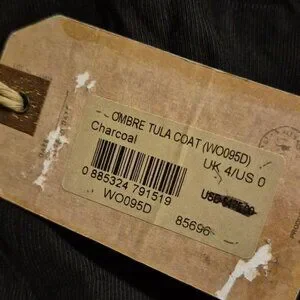 OMBRE TULA COAT (WO095D)
Charcoal
UK 4/US 0
0 885324 791519
WO095D
85696